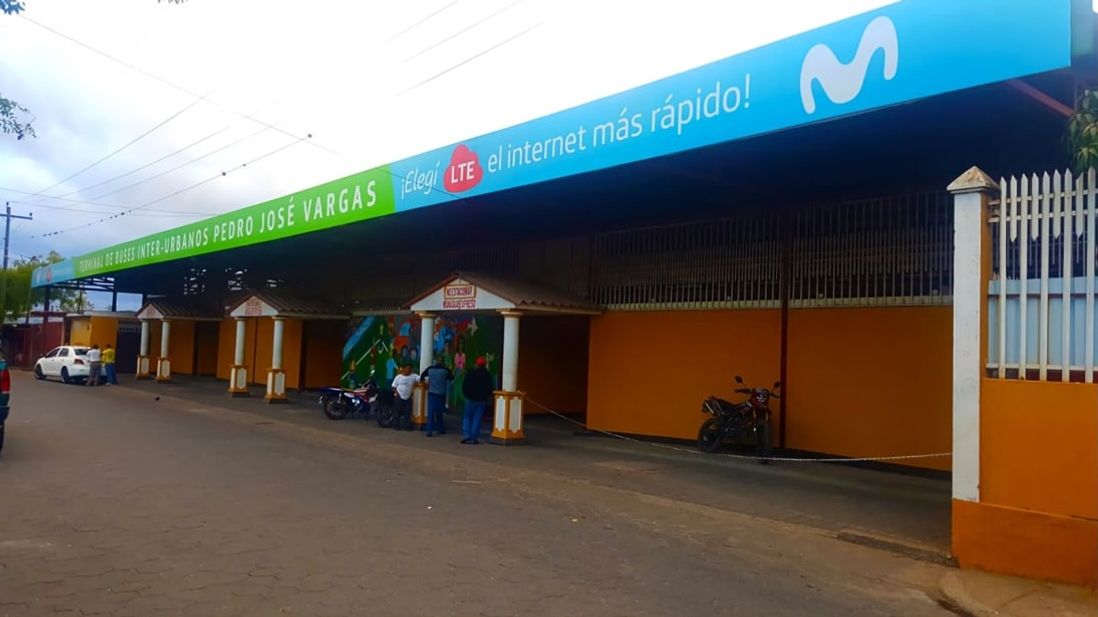 TERMINAL DE BUSES INTER-URBANOS PEDRO JOSÉ VARGAS
¡Elegí LTE el internet más rápido!